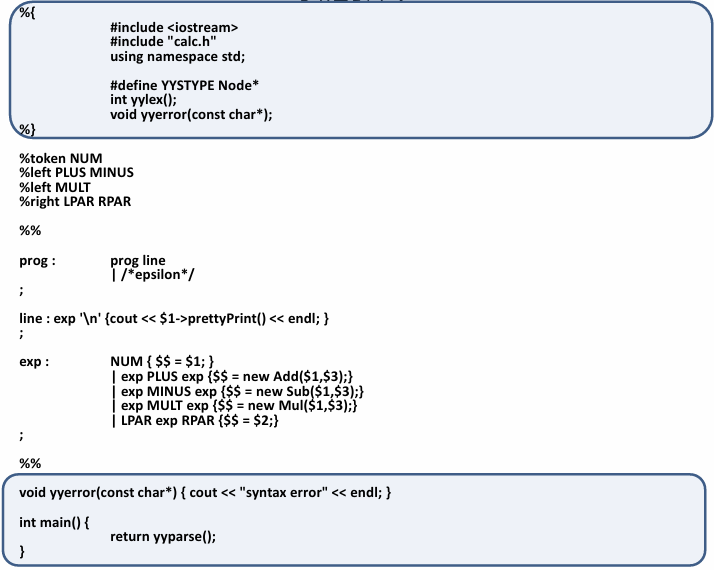 %{
#include <iostream>
#include "calc.h"
using namespace std;
#define YYSTYPE Node*
int yylex();
void yyerror(const char*);
%}
%token NUM
%left PLUS MINUS
%left MULT
%right LPAR RPAR
%%
prog : prog line
| /*epsilon*/
;
line : exp '\n' {cout << $1->prettyPrint() << endl; }
;
exp : NUM { $$ = $1; }
| exp PLUS exp {$$ = new Add($1,$3);}
| exp MINUS exp {$$ = new Sub($1,$3);}
| exp MULT exp {$$ = new Mul($1,$3);}
| LPAR exp RPAR {$$ = $2;}
;
%%
void yyerror(const char*) { cout << "syntax error" << endl; }
int main() {
return yyparse();
}